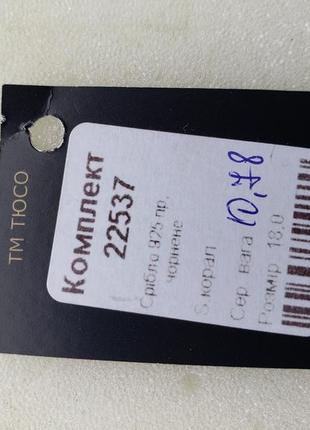 ТМ ТЮСО
Комплект
22537
Срібло 925 пр,
чорнене
S.корал
Сер вага 10,78
Розмір 18,0